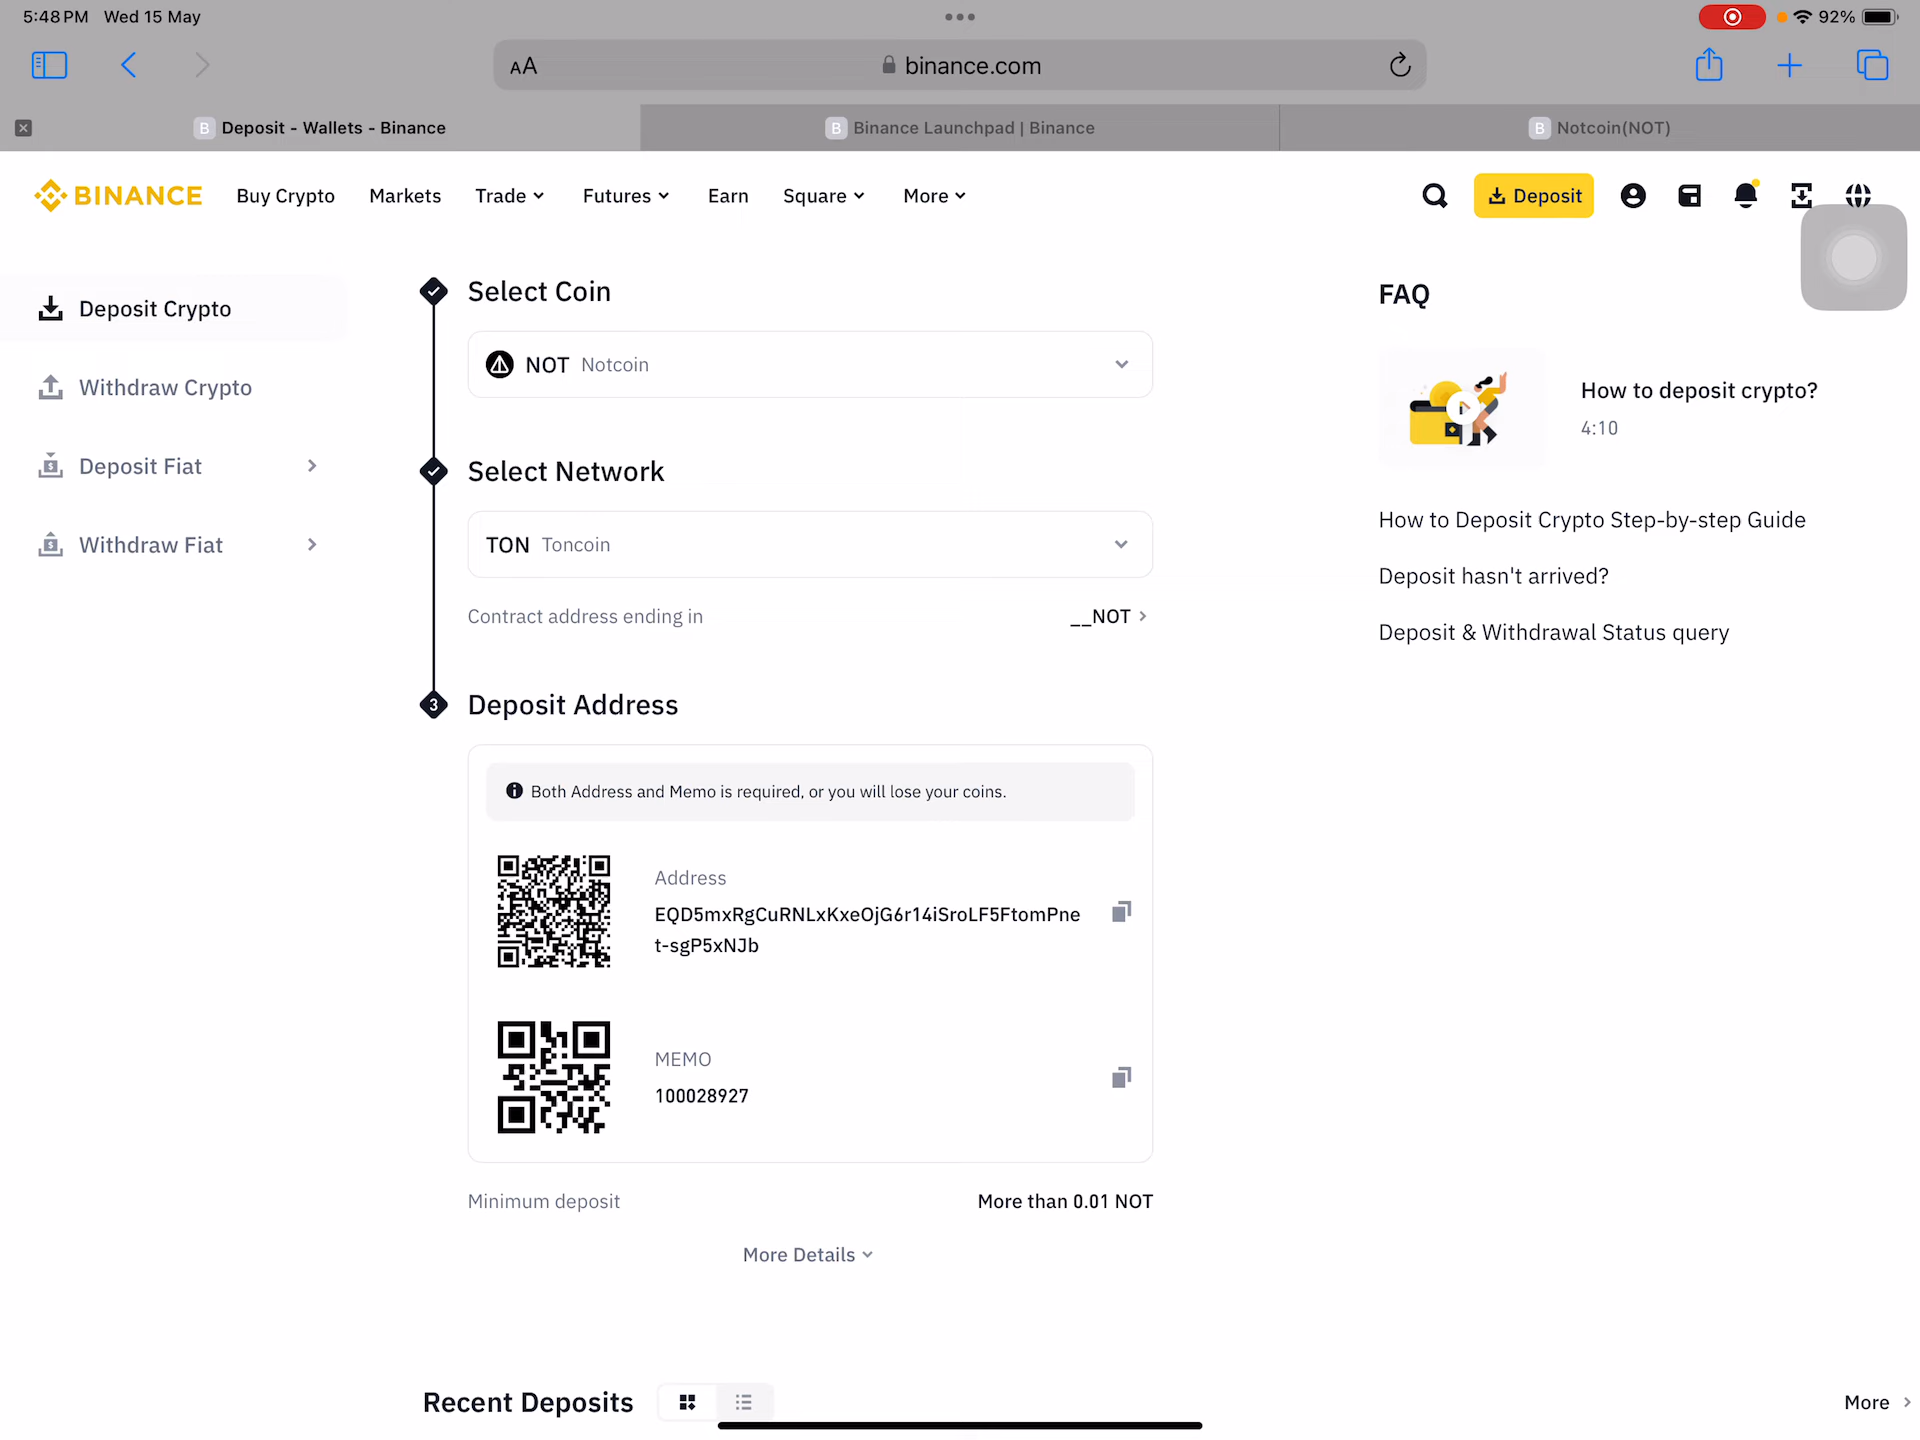 5:48 PM Wed 15 May
92%
AA
binance.com
Deposit - Wallets - Binance
Binance Launchpad | Binance
Notcoin(NOT)
BINANCE
Buy Crypto
Markets
Trade
Futures
Earn
Square
More
Deposit
Deposit Crypto
Withdraw Crypto
Deposit Fiat
Withdraw Fiat
Select Coin
NOT Notcoin
Select Network
TON Toncoin
Contract address ending in
__NOT
3
Deposit Address
Both Address and Memo is required, or you will lose your coins.
Address
EQD5mxRgCuRNLxKxeOjG6r14iSroLF5FtomPne
t-sgP5xNJb
MEMO
100028927
Minimum deposit
More than 0.01 NOT
More Details
FAQ
How to deposit crypto?
4:10
How to Deposit Crypto Step-by-step Guide
Deposit hasn't arrived?
Deposit & Withdrawal Status query
Recent Deposits
More